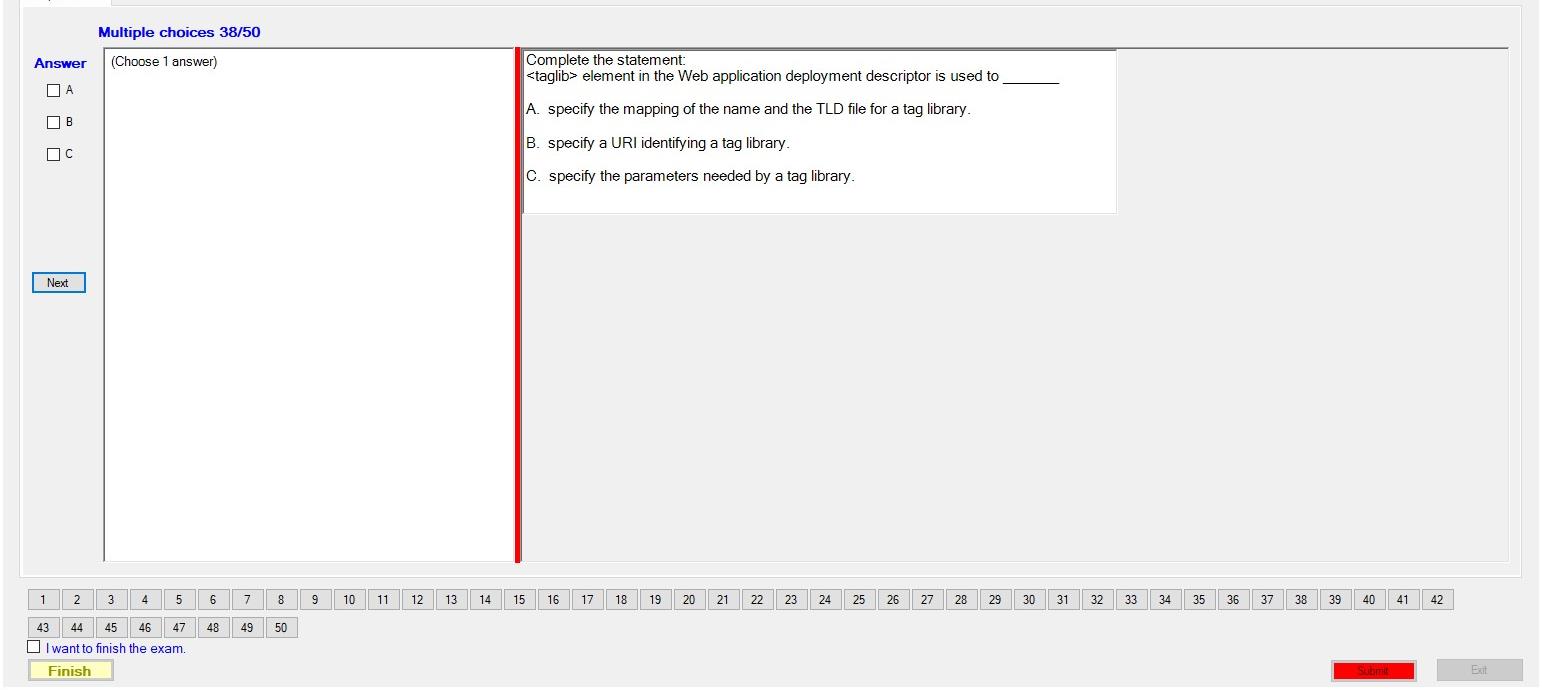 Multiple choices 38/50
Answer
(Choose 1 answer)
A
B
C
Next
Complete the statement:
<taglib> element in the Web application deployment descriptor is used to _______
A. specify the mapping of the name and the TLD file for a tag library.
B. specify a URI identifying a tag library.
C. specify the parameters needed by a tag library.
1 2 3 4 5 6 7 8 9 10 11 12 13 14 15 16 17 18 19 20 21 22 23 24 25 26 27 28 29 30 31 32 33 34 35 36 37 38 39 40 41 42
43 44 45 46 47 48 49 50
I want to finish the exam.
Finish
Submit
Exit